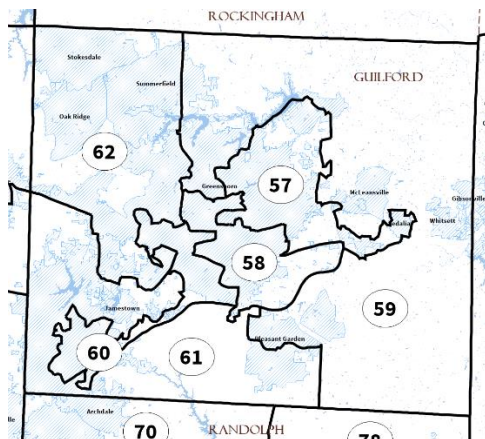 ROCKINGHAM
Stokesdale
GUILFORD
Summerfield
Oak Ridge
62
Greensboro
57
McLeansville
Gibsonville
Sedalia
Whitsett
58
59
Jamestown
Pleasant Garden
60
61
Archdale
70
RANDOLPH
78